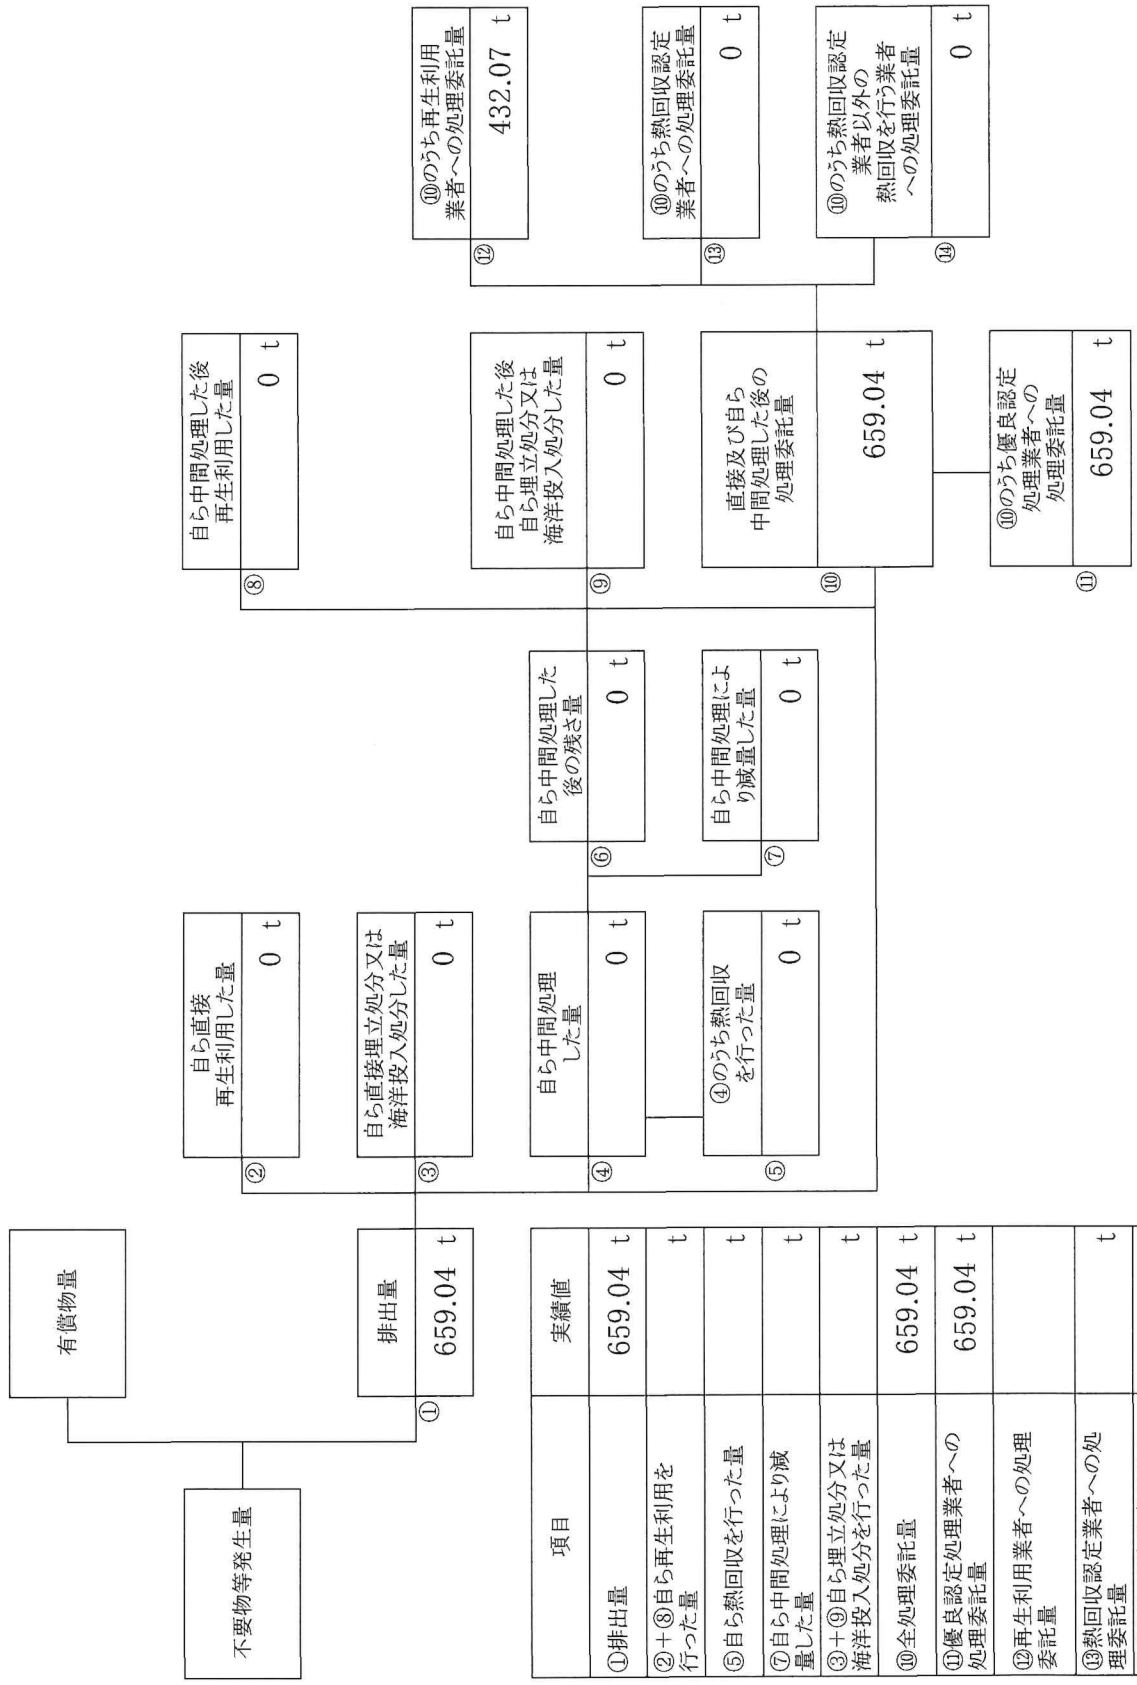 有償物量
不要物等発生量
排出量
① 659.04 t
自ら直接
再生利用した量
② 0 t
自ら直接埋立処分又は
海洋投入処分した量
③ 0 t
自ら中間処理
した量
④ 0 t
④のうち熱回収
を行った量
⑤ 0 t
自ら中間処理した
後の残さ量
⑥ 0 t
自ら中間処理によ
り減量した量
⑦ 0 t
自ら中間処理した後
再生利用した量
⑧ 0 t
自ら中間処理した後
自ら埋立処分又は
海洋投入処分した量
⑨ 0 t
直接及び自ら
中間処理した後の
処理委託量
⑩ 659.04 t
⑩のうち優良認定
処理業者への
処理委託量
⑪ 659.04 t
⑩のうち再生利用
業者への処理委託量
⑫ 432.07 t
⑩のうち熱回収認定
業者への処理委託量
⑬ 0 t
⑩のうち熱回収認定
業者以外の
熱回収を行う業者
への処理委託量
⑭ 0 t
項目 実績値
①排出量 659.04 t
②+⑧自ら再生利用を
行った量 t
⑤自ら熱回収を行った量 t
⑦自ら中間処理により減
量した量 t
③+⑨自ら埋立処分又は
海洋投入処分を行った量 t
⑩全処理委託量 659.04 t
⑪優良認定処理業者への
処理委託量 659.04 t
⑫再生利用業者への処理
委託量
⑬熱回収認定業者への処
理委託量 t